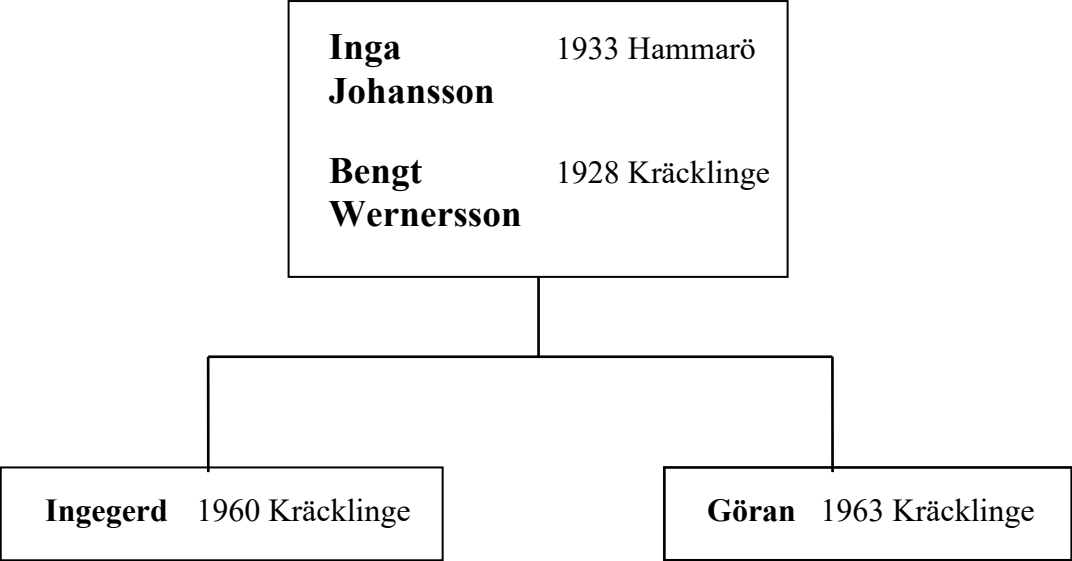 Inga 1933 Hammarö
Johansson
Bengt 1928 Kräcklinge
Wernersson
Ingegerd 1960 Kräcklinge
Göran 1963 Kräcklinge